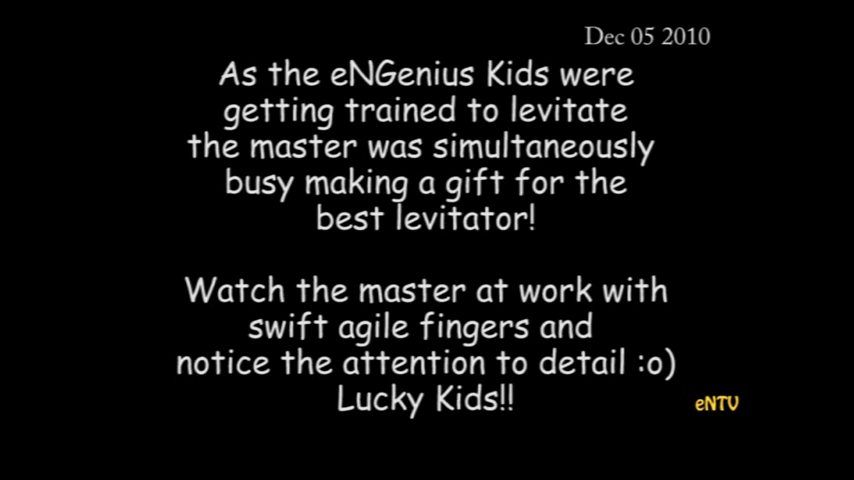 Dec 05 2010
As the eNGenius Kids were
getting trained to levitate
the master was simultaneously
busy making a gift for the
best levitator!
Watch the master at work with
swift agile fingers and
notice the attention to detail :o)
Lucky Kids!!
eNTV